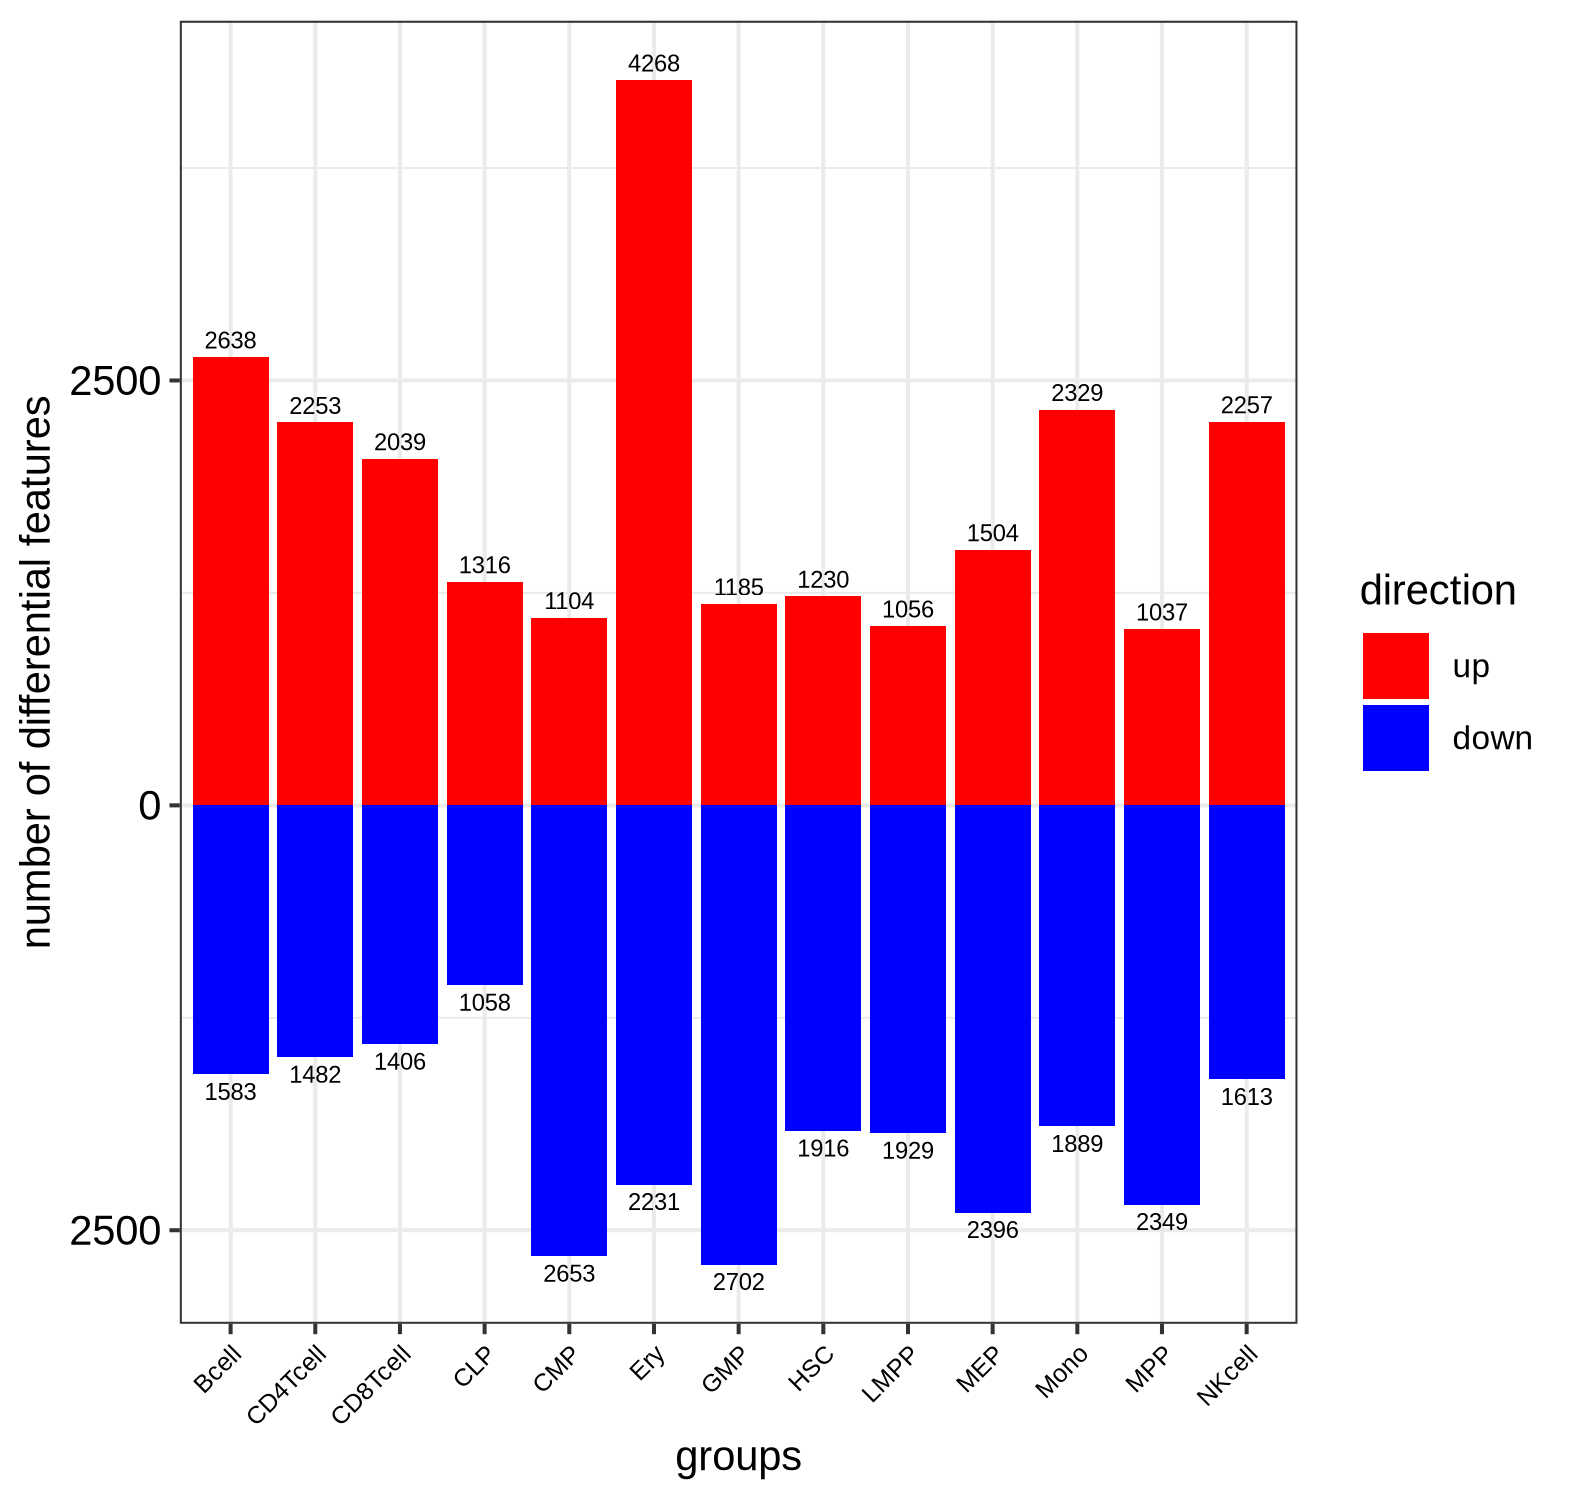 4268
2638
2253
2039
1316
1104
1185
1230
1056
1504
2329
1037
2257
2500
0
2500
number of differential features
1583
1482
1406
1058
2653
2231
2702
1916
1929
2396
1889
2349
1613
Bcell
CD4Tcell
CD8Tcell
CLP
CMP
Ery
GMP
HSC
LMPP
MEP
Mono
MPP
NKcell
groups
direction
up
down